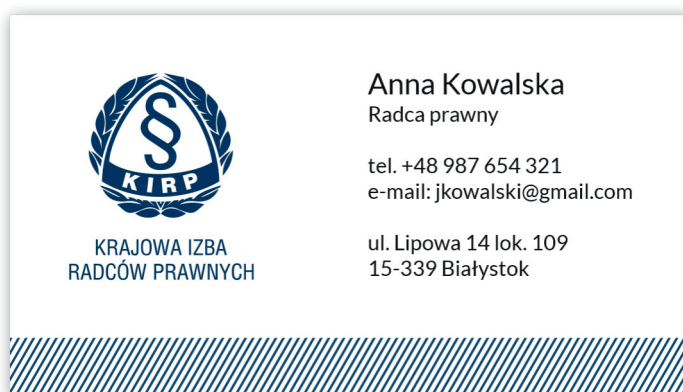 §
KIRP
KRAJOWA IZBA
RADCÓW PRAWNYCH
Anna Kowalska
Radca prawny
tel. +48 987 654 321
e-mail: jkowalski@gmail.com
ul. Lipowa 14 lok. 109
15-339 Białystok